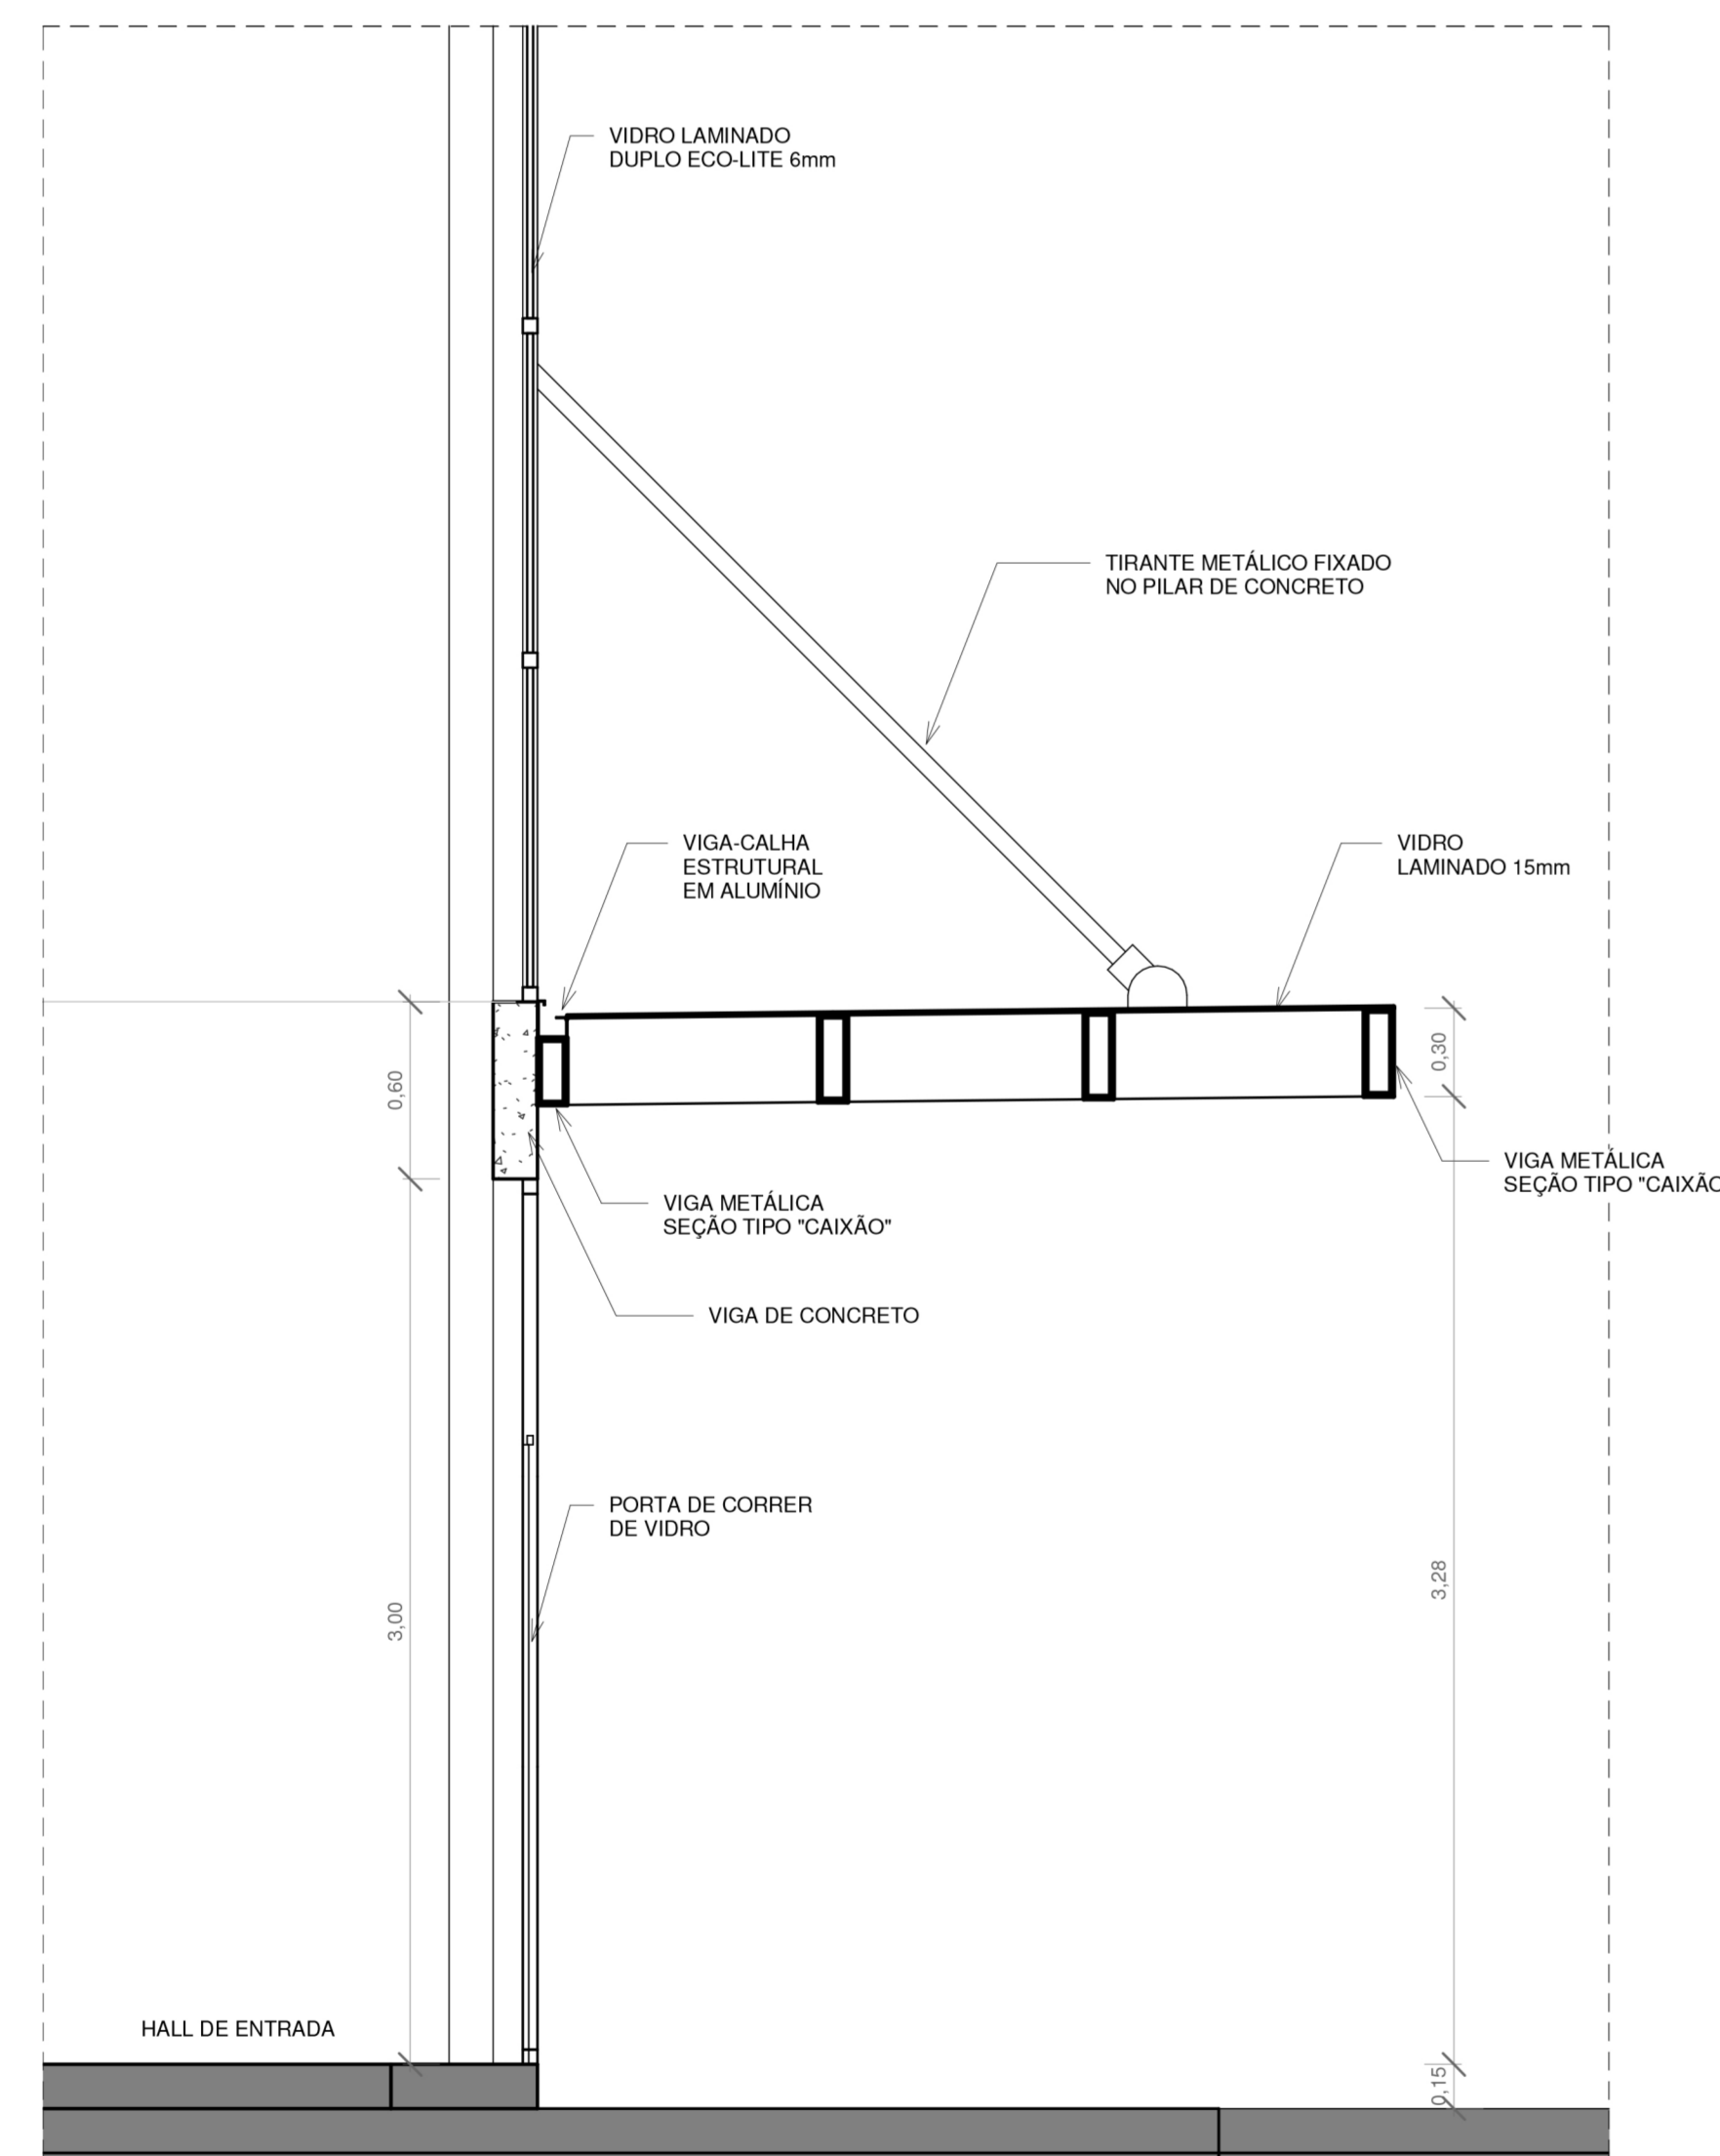 VIDRO LAMINADO
DUPLO ECO-LITE 6mm
TIRANTE METÁLICO FIXADO
NO PILAR DE CONCRETO
VIGA-CALHA
ESTRUTURAL
EM ALUMÍNIO
VIDRO
LAMINADO 15mm
0,60
0,30
VIGA METÁLICA
SEÇÃO TIPO "CAIXÃO
VIGA METÁLICA
SEÇÃO TIPO "CAIXÃO"
VIGA DE CONCRETO
PORTA DE CORRER
DE VIDRO
3,00
3,28
HALL DE ENTRADA
0,15